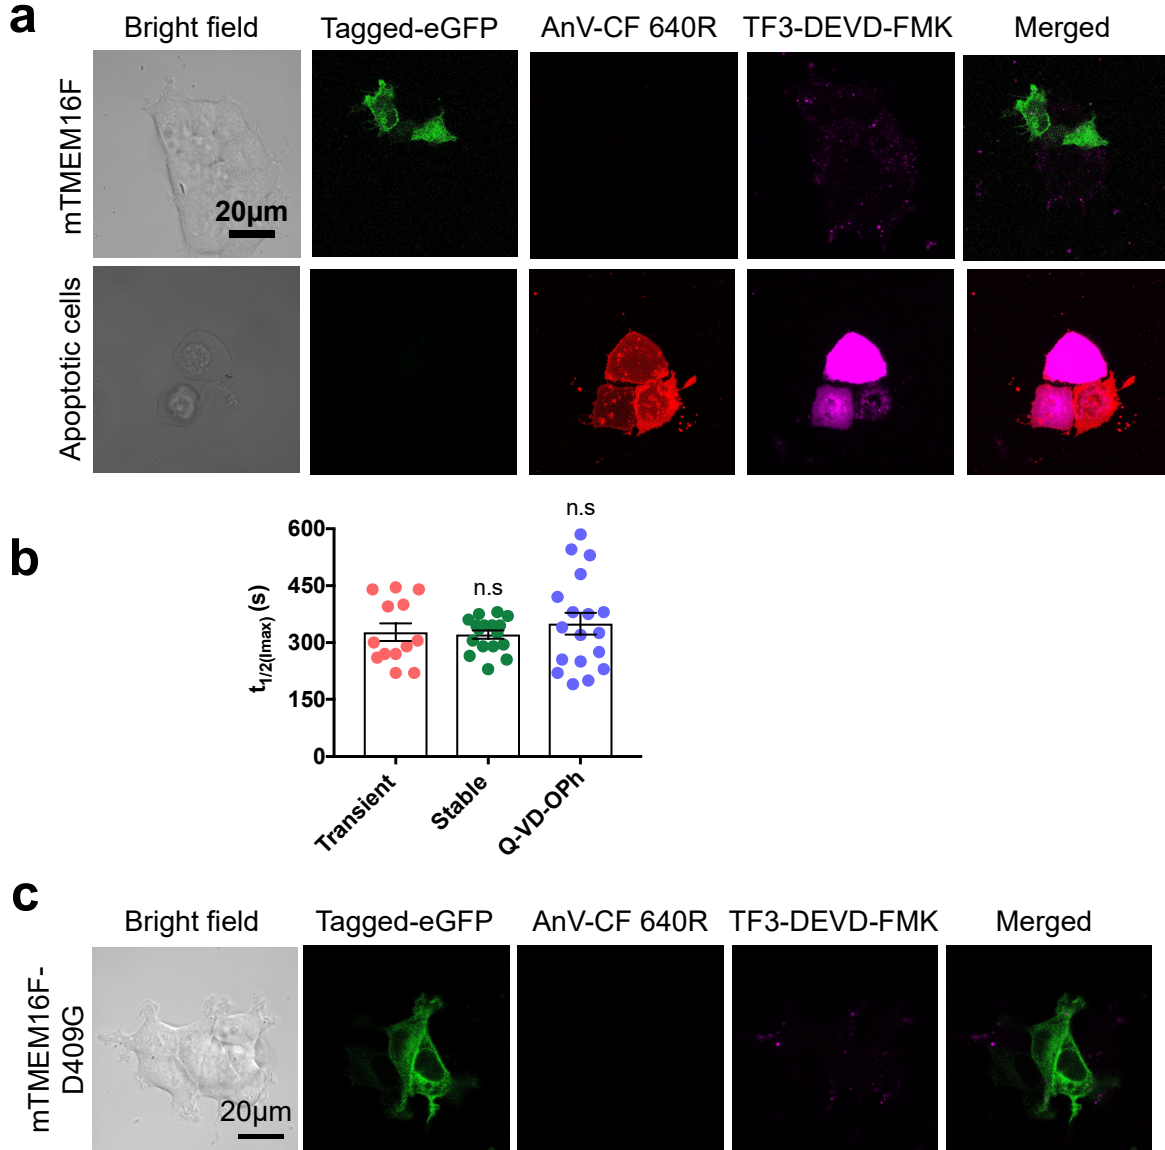 a
Bright field Tagged-eGFP AnV-CF 640R TF3-DEVD-FMK Merged
mTMEM16F
20µm
Apoptotic cells
b
n.s
n.s
600
450
300
150
0
t1/2(Imax) (s)
Transient
Stable
Q-VD-OPh
c
Bright field Tagged-eGFP AnV-CF 640R TF3-DEVD-FMK Merged
mTMEM16F-
D409G
20µm